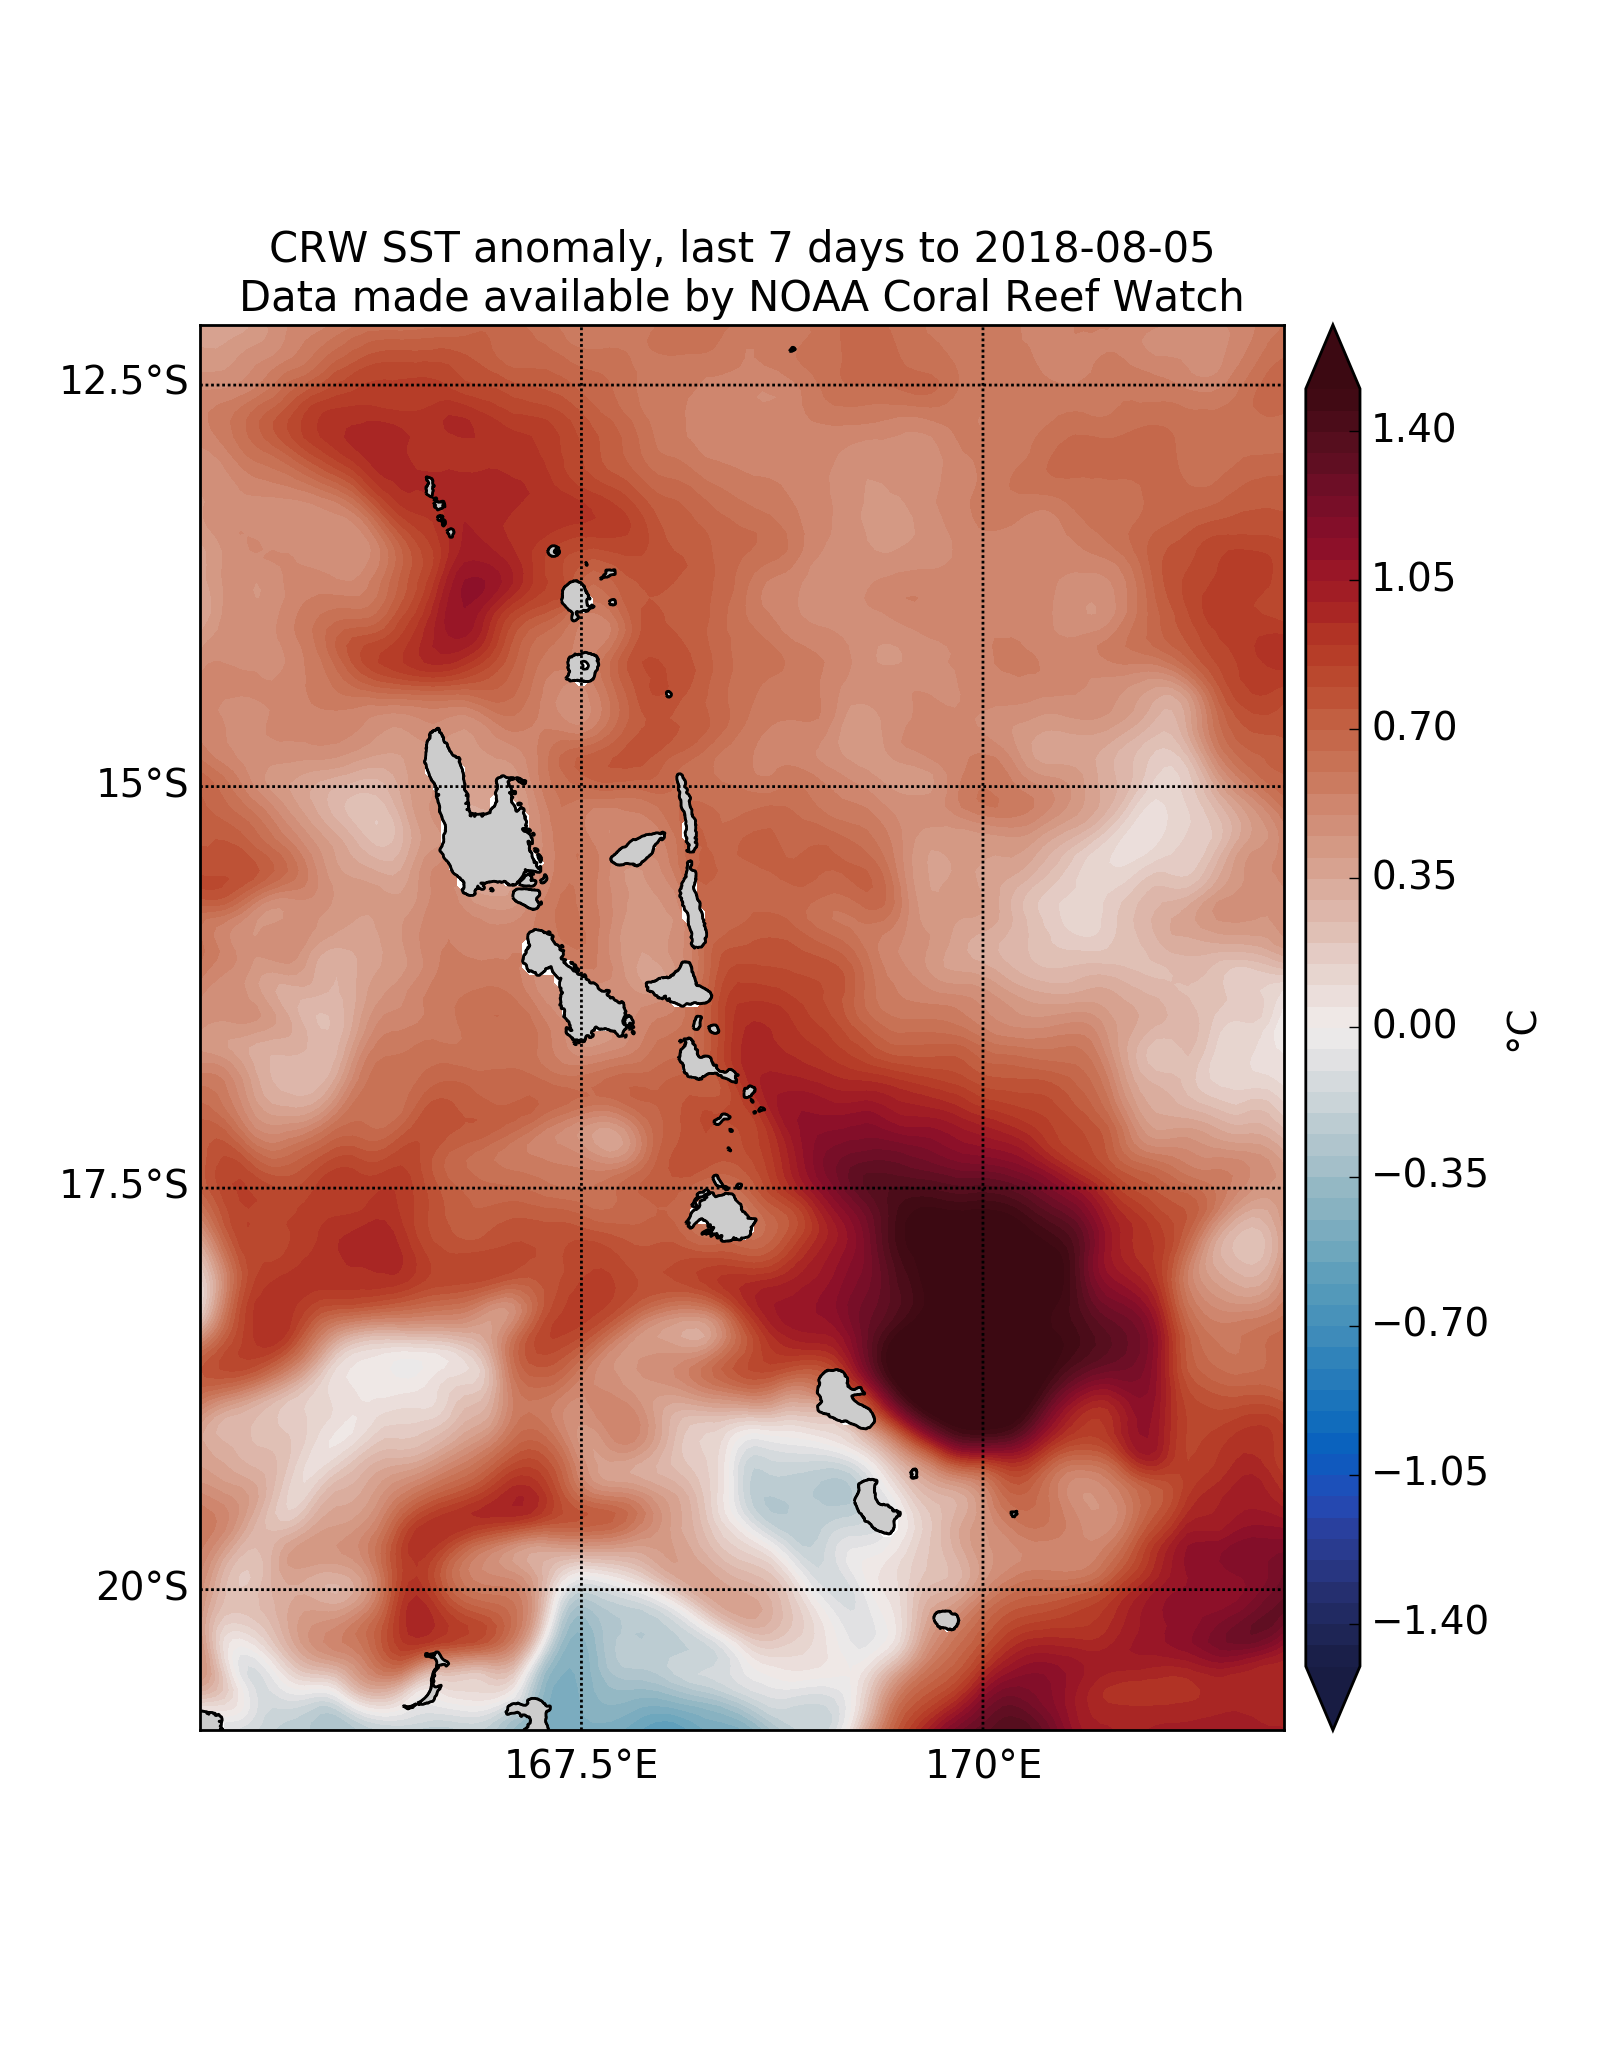 CRW SST anomaly, last 7 days to 2018-08-05
Data made available by NOAA Coral Reef Watch
12.5°S
15°S
17.5°S
20°S
167.5°E
170°E
1.40
1.05
0.70
0.35
0.00
−0.35
−0.70
−1.05
−1.40
°C